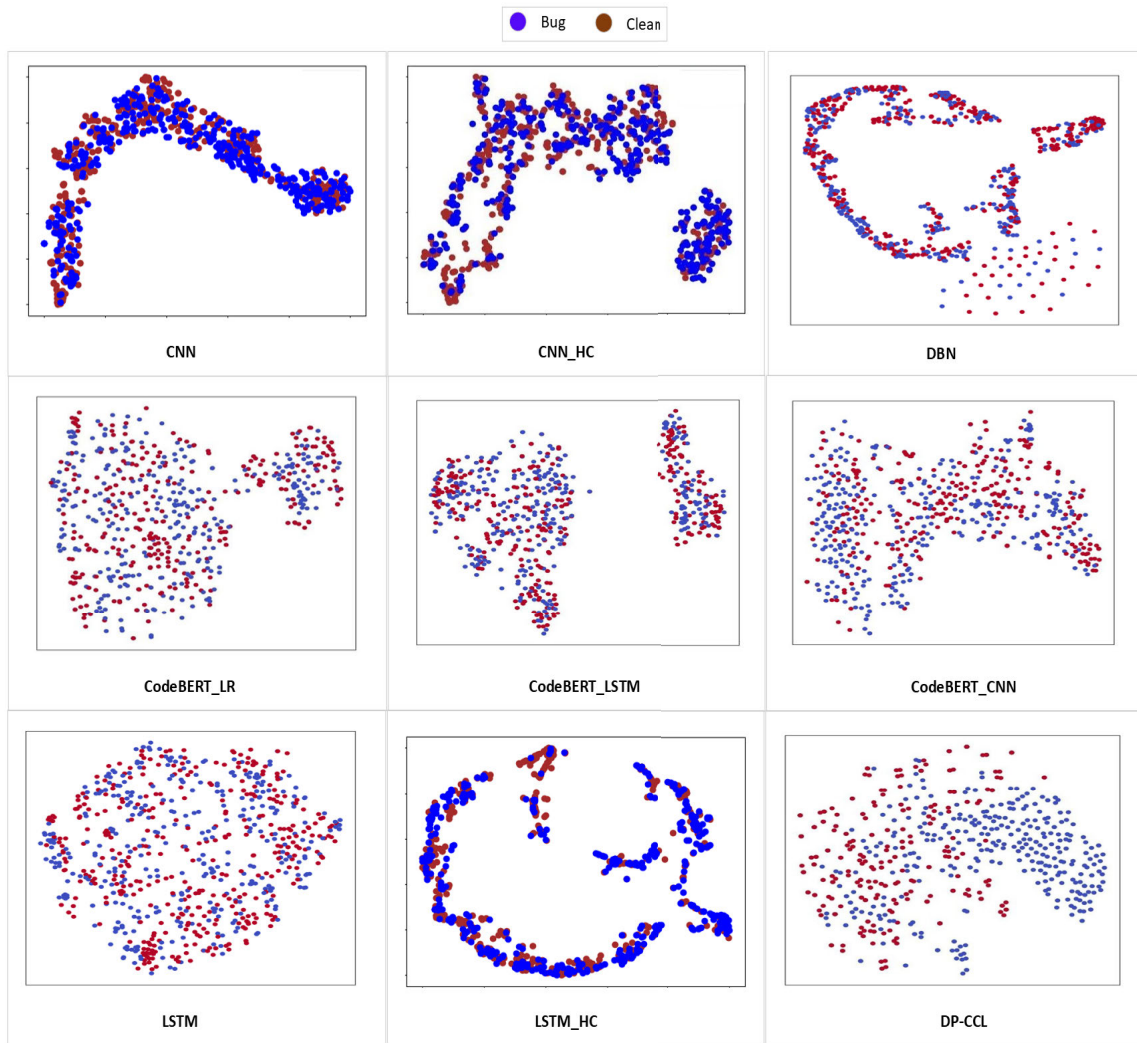 Bug Clean
CNN CNN_HC DBN
CodeBERT_LR CodeBERT_LSTM CodeBERT_CNN
LSTM LSTM_HC DP-CCL